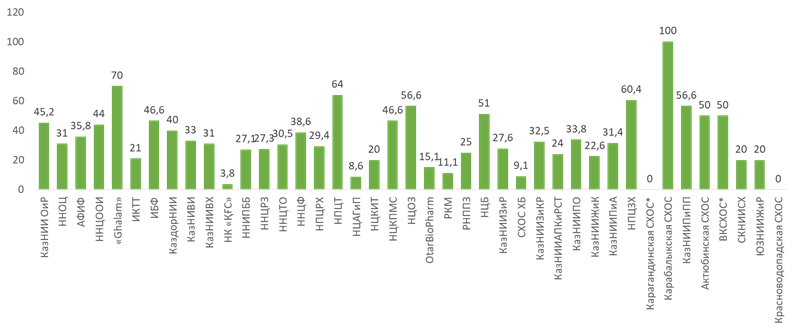 120
100
80
60
40
20
0
45,2
31
35,8
44
70
21
46,6
40
33
31
3,8
27,1
27,3
30,5
38,6
29,4
64
8,6
20
46,6
56,6
15,1
11,1
25
51
27,6
9,1
32,5
24
33,8
22,6
31,4
60,4
0
100
56,6
50
50
20
20
0
КазНИИ ОиР
ННОЦ
АФИФ
ННЦООИ
«Ghalam»
ИКТТ
ИБФ
КаздорНИИ
КазНИВИ
КазНИИВХ
НК «ҚҒС»
ННИПББ
ННЦРЗ
ННЦТО
ННЦФ
НПЦРХ
НПЦТ
НЦАГиП
НЦКИТ
НЦКПМС
НЦОЗ
OtarBioPharm
РКМ
РНППЗ
НЦБ
КазНИИЗиР
СХОС ХБ
КазНИИЗиКР
КазНИИАПКиРСТ
КазНИИПО
КазНИИЖиК
КазНИИПиА
НПЦЗХ
Карагандинская СХОС*
Карабалыкская СХОС
КазНИИПиПП
Актюбинская СХОС
ВКСХОС*
СКНИИСХ
ЮЗНИИЖиР
Красноводопадская СХОС